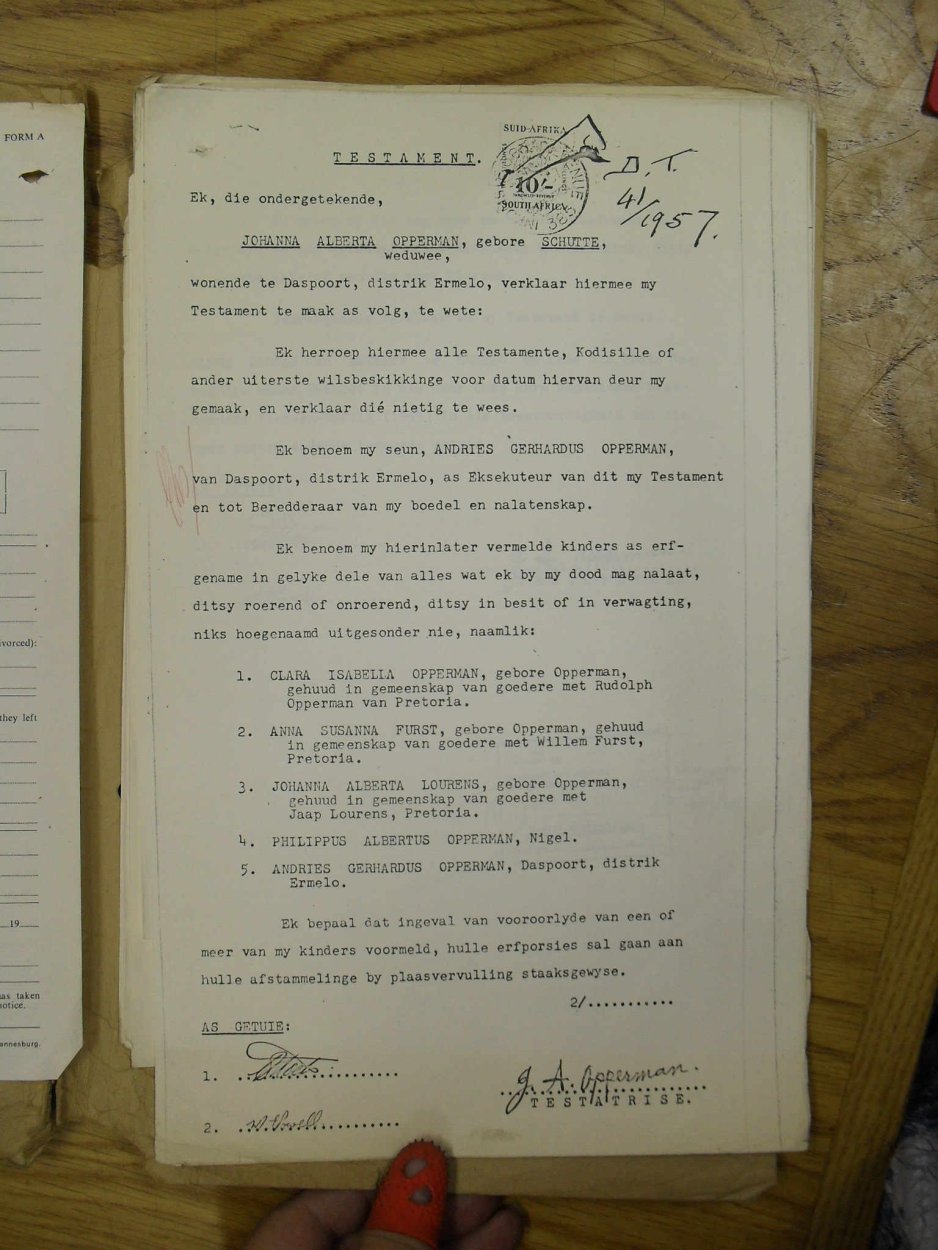 FORM A
ivorced):
they left
19
as taken
notice.
annesburg.
SUID-AFRIKA
10/-
SOUTH AFRICA
D.T.
41/1957.
TESTAMENT.
Ek, die ondergetekende,
JOHANNA ALBERTA OPPERMAN, gebore SCHUTTE,
weduwee,
wonende te Daspoort, distrik Ermelo, verklaar hiermee my
Testament te maak as volg, te wete:
Ek herroep hiermee alle Testamente, Kodisille of
ander uiterste wilsbeskikkinge voor datum hiervan deur my
gemaak, en verklaar dié nietig te wees.
Ek benoem my seun, ANDRIES GERHARDUS OPPERMAN,
van Daspoort, distrik Ermelo, as Eksekuteur van dit my Testament
en tot Beredderaar van my boedel en nalatenskap.
Ek benoem my hierinlater vermelde kinders as erf-
gename in gelyke dele van alles wat ek by my dood mag nalaat,
ditsy roerend of onroerend, ditsy in besit of in verwagting,
niks hoegenaamd uitgesonder nie, naamlik:
1. CLARA ISABELLA OPPERMAN, gebore Opperman,
gehuud in gemeenskap van goedere met Rudolph
Opperman van Pretoria.
2. ANNA SUSANNA FURST, gebore Opperman, gehuud
in gemeenskap van goedere met Willem Furst,
Pretoria.
3. JOHANNA ALBERTA LOURENS, gebore Opperman,
gehuud in gemeenskap van goedere met
Jaap Lourens, Pretoria.
4. PHILIPPUS ALBERTUS OPPERMAN, Nigel.
5. ANDRIES GERHARDUS OPPERMAN, Daspoort, distrik
Ermelo.
Ek bepaal dat ingeval van vooroorlyde van een of
meer van my kinders voormeld, hulle erfporsies sal gaan aan
hulle afstammelinge by plaasvervulling staaksgewyse.
2/...........
AS GETUIE:
1. ..................
J. A. Opperman.
TESTATRISE.
2. ..................